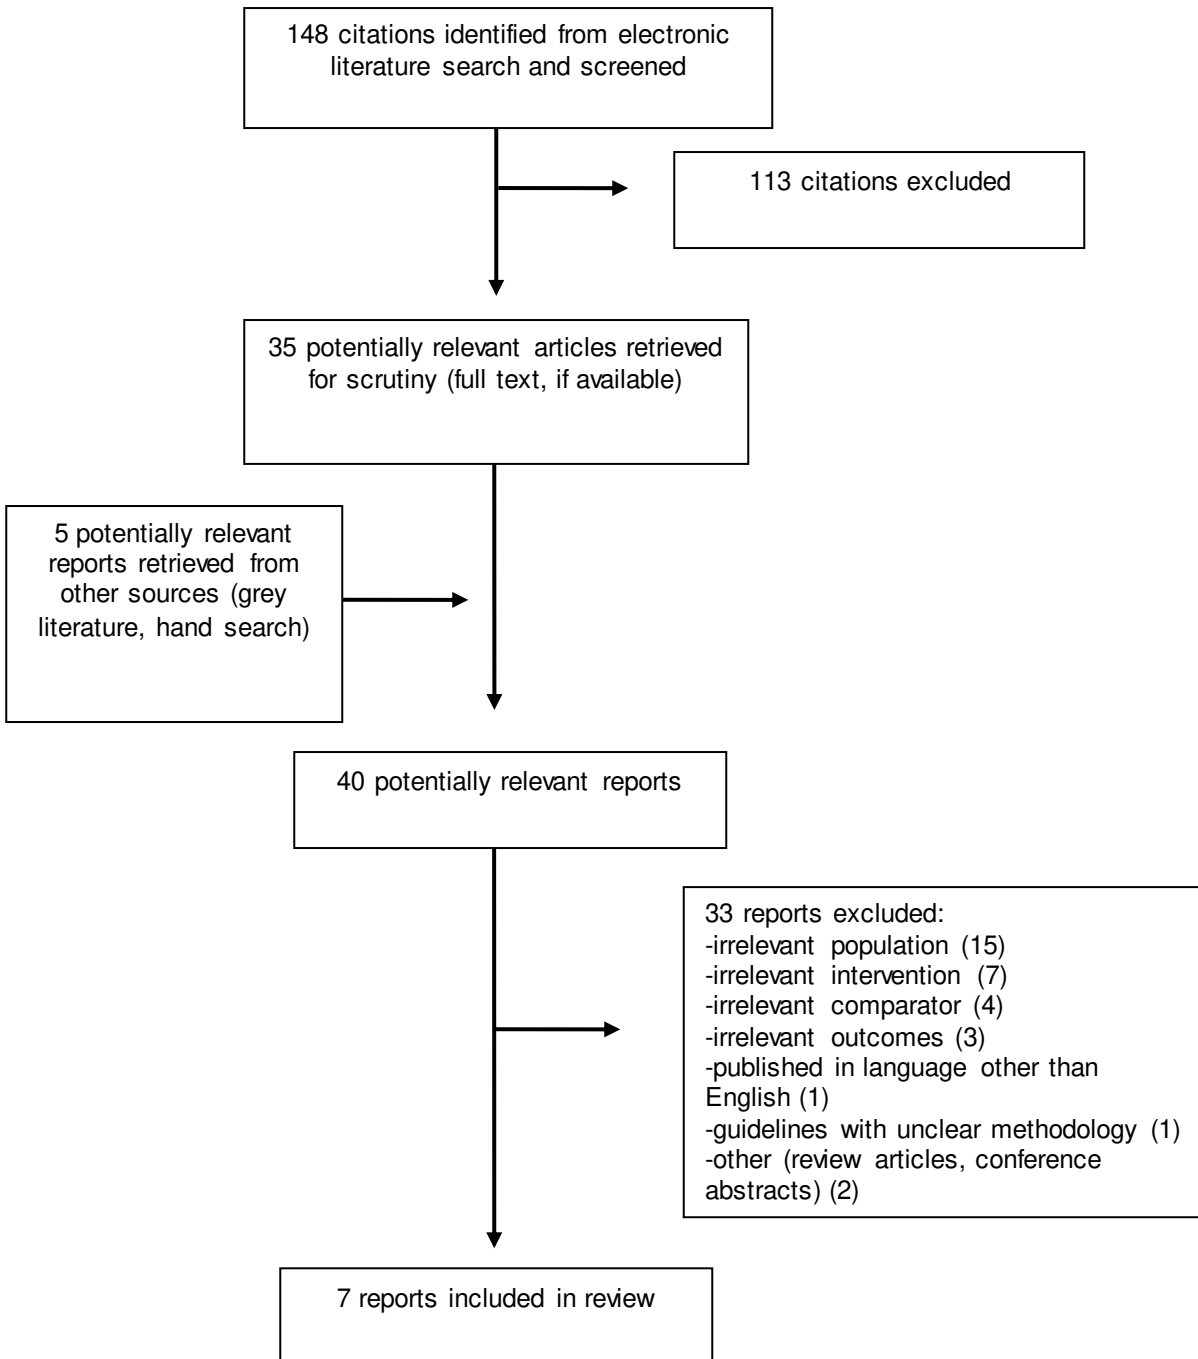 148 citations identified from electronic
literature search and screened
113 citations excluded
35 potentially relevant articles retrieved
for scrutiny (full text, if available)
5 potentially relevant
reports retrieved from
other sources (grey
literature, hand search)
40 potentially relevant reports
33 reports excluded:
-irrelevant population (15)
-irrelevant intervention (7)
-irrelevant comparator (4)
-irrelevant outcomes (3)
-published in language other than
English (1)
-guidelines with unclear methodology (1)
-other (review articles, conference
abstracts) (2)
7 reports included in review